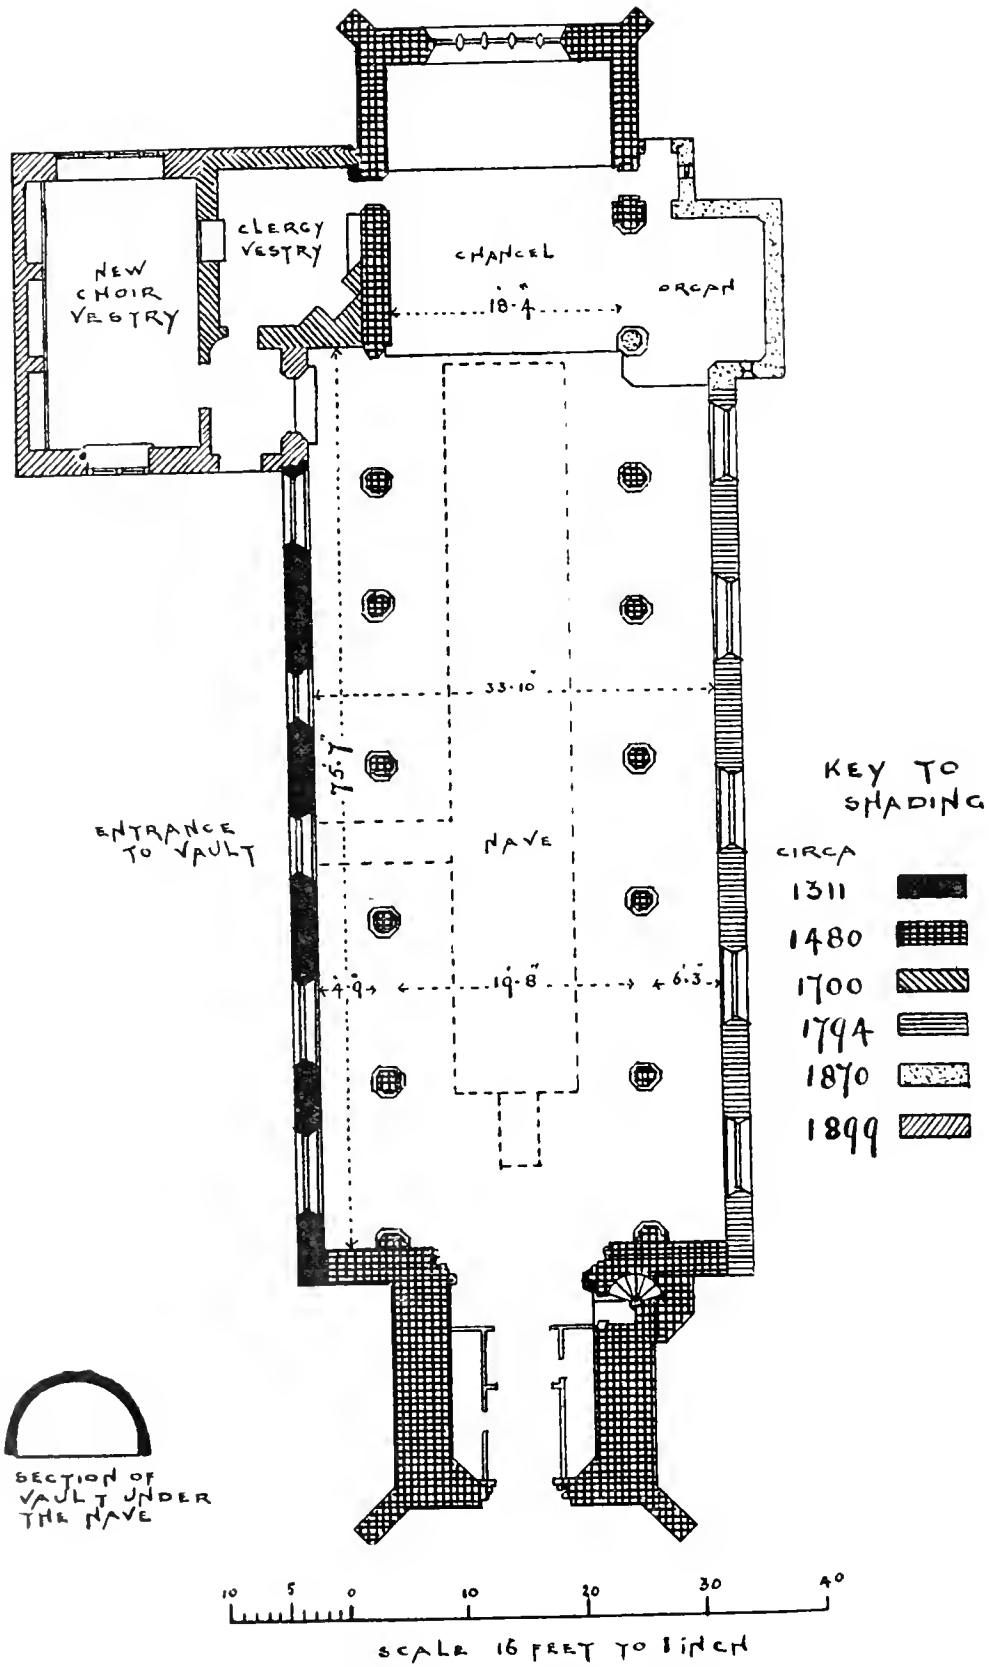 CLERGY
VESTRY
NEW
CHOIR
VESTRY
CHANCEL
18'.4"
ORGAN
33.10"
75'.7"
ENTRANCE
TO VAULT
NAVE
4'.9"
19'.8"
6'.3"
KEY TO
SHADING
CIRCA
1311
1480
1700
1794
1870
1899
SECTION OF
VAULT UNDER
THE NAVE
10 5 0 10 20 30 40
SCALE 16 FEET TO 1 INCH